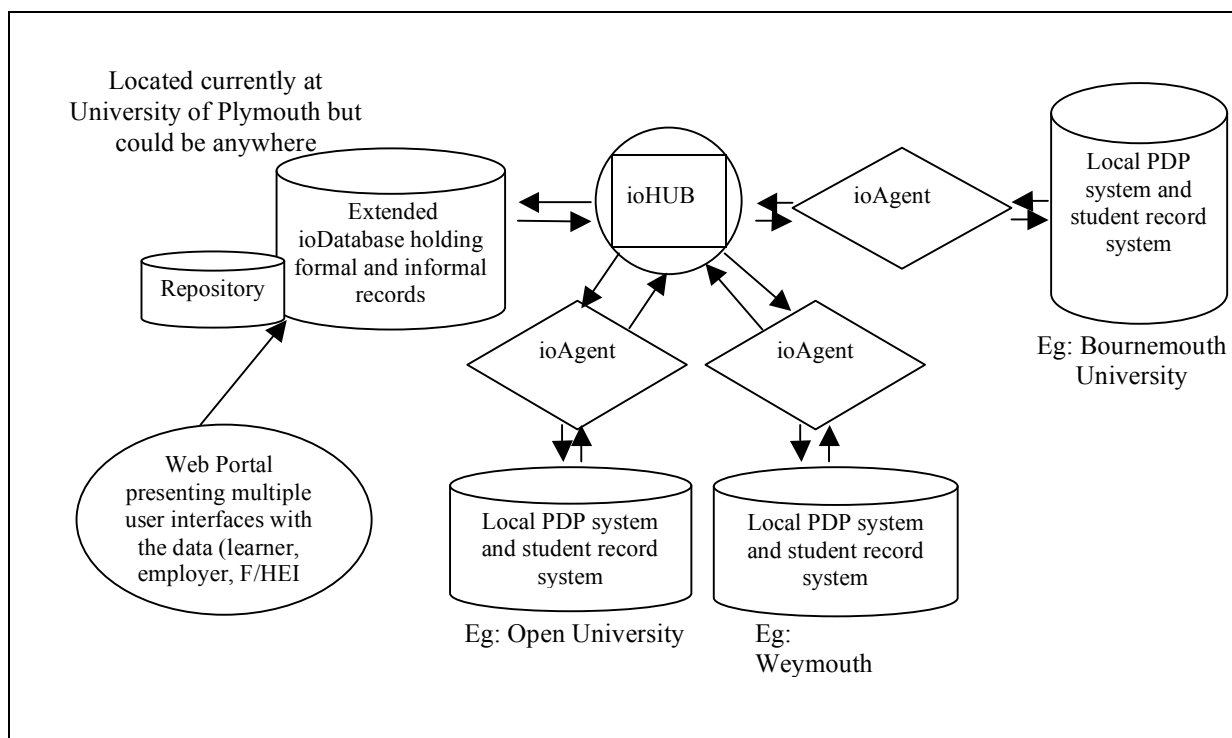 Located currently at
University of Plymouth but
could be anywhere
Extended
ioDatabase holding
formal and informal
records
Repository
ioHUB
ioAgent
Local PDP
system and
student record
system
Eg: Bournemouth
University
ioAgent
ioAgent
Web Portal
presenting multiple
user interfaces with
the data (learner,
employer, F/HEI
Local PDP system
and student record
system
Eg: Open University
Local PDP system
and student record
system
Eg:
Weymouth